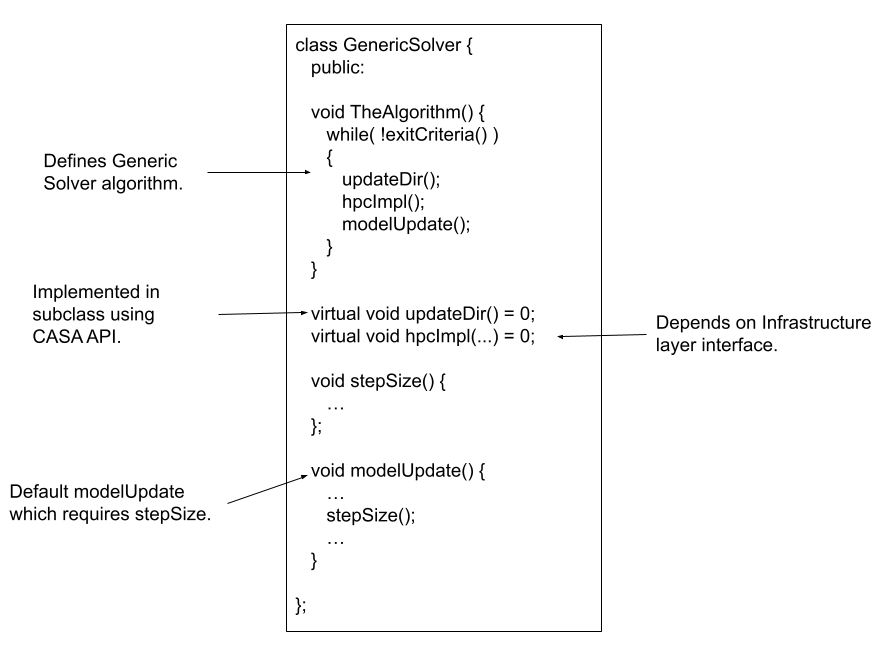 class GenericSolver {
public:
void TheAlgorithm() {
while( !exitCriteria() )
{
updateDir();
hpcImpl();
modelUpdate();
}
}
virtual void updateDir() = 0;
virtual void hpcImpl(...) = 0;
void stepSize() {
…
};
void modelUpdate() {
…
stepSize();
…
}
};
Defines Generic
Solver algorithm.
Implemented in
subclass using
CASA API.
Default modelUpdate
which requires stepSize.
Depends on Infrastructure
layer interface.